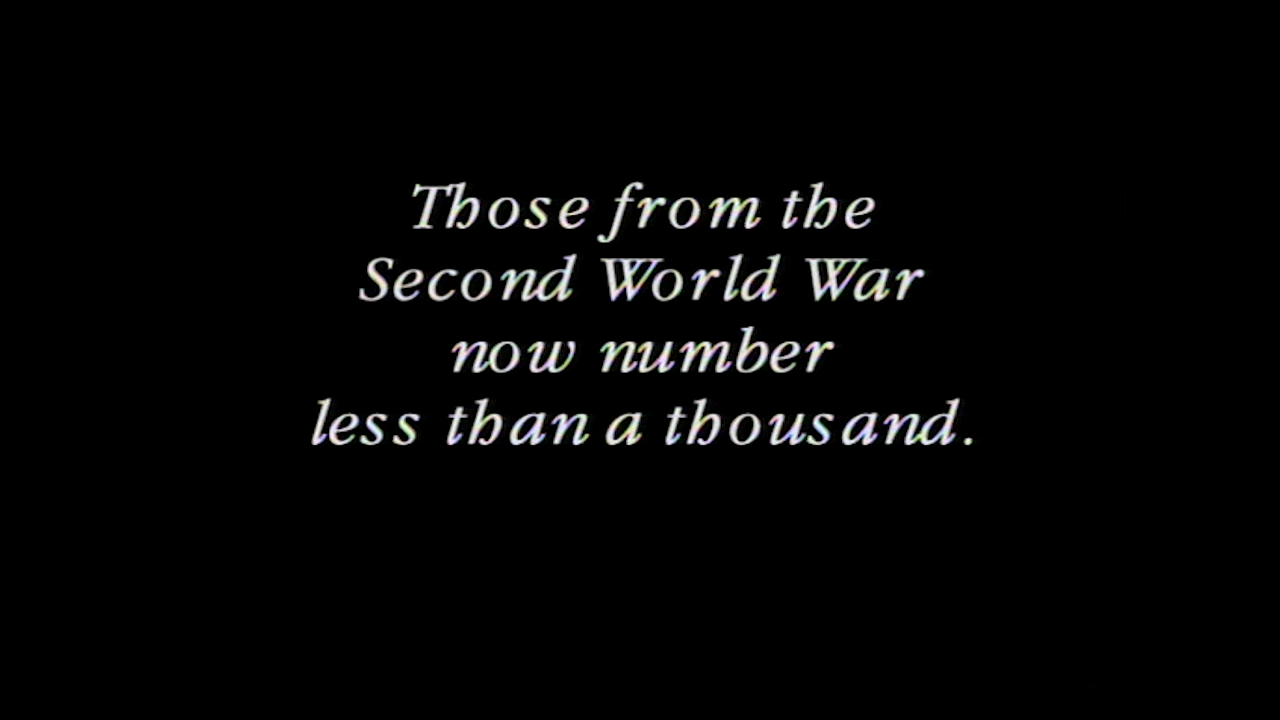 Those from the
Second World War
now number
less than a thousand.